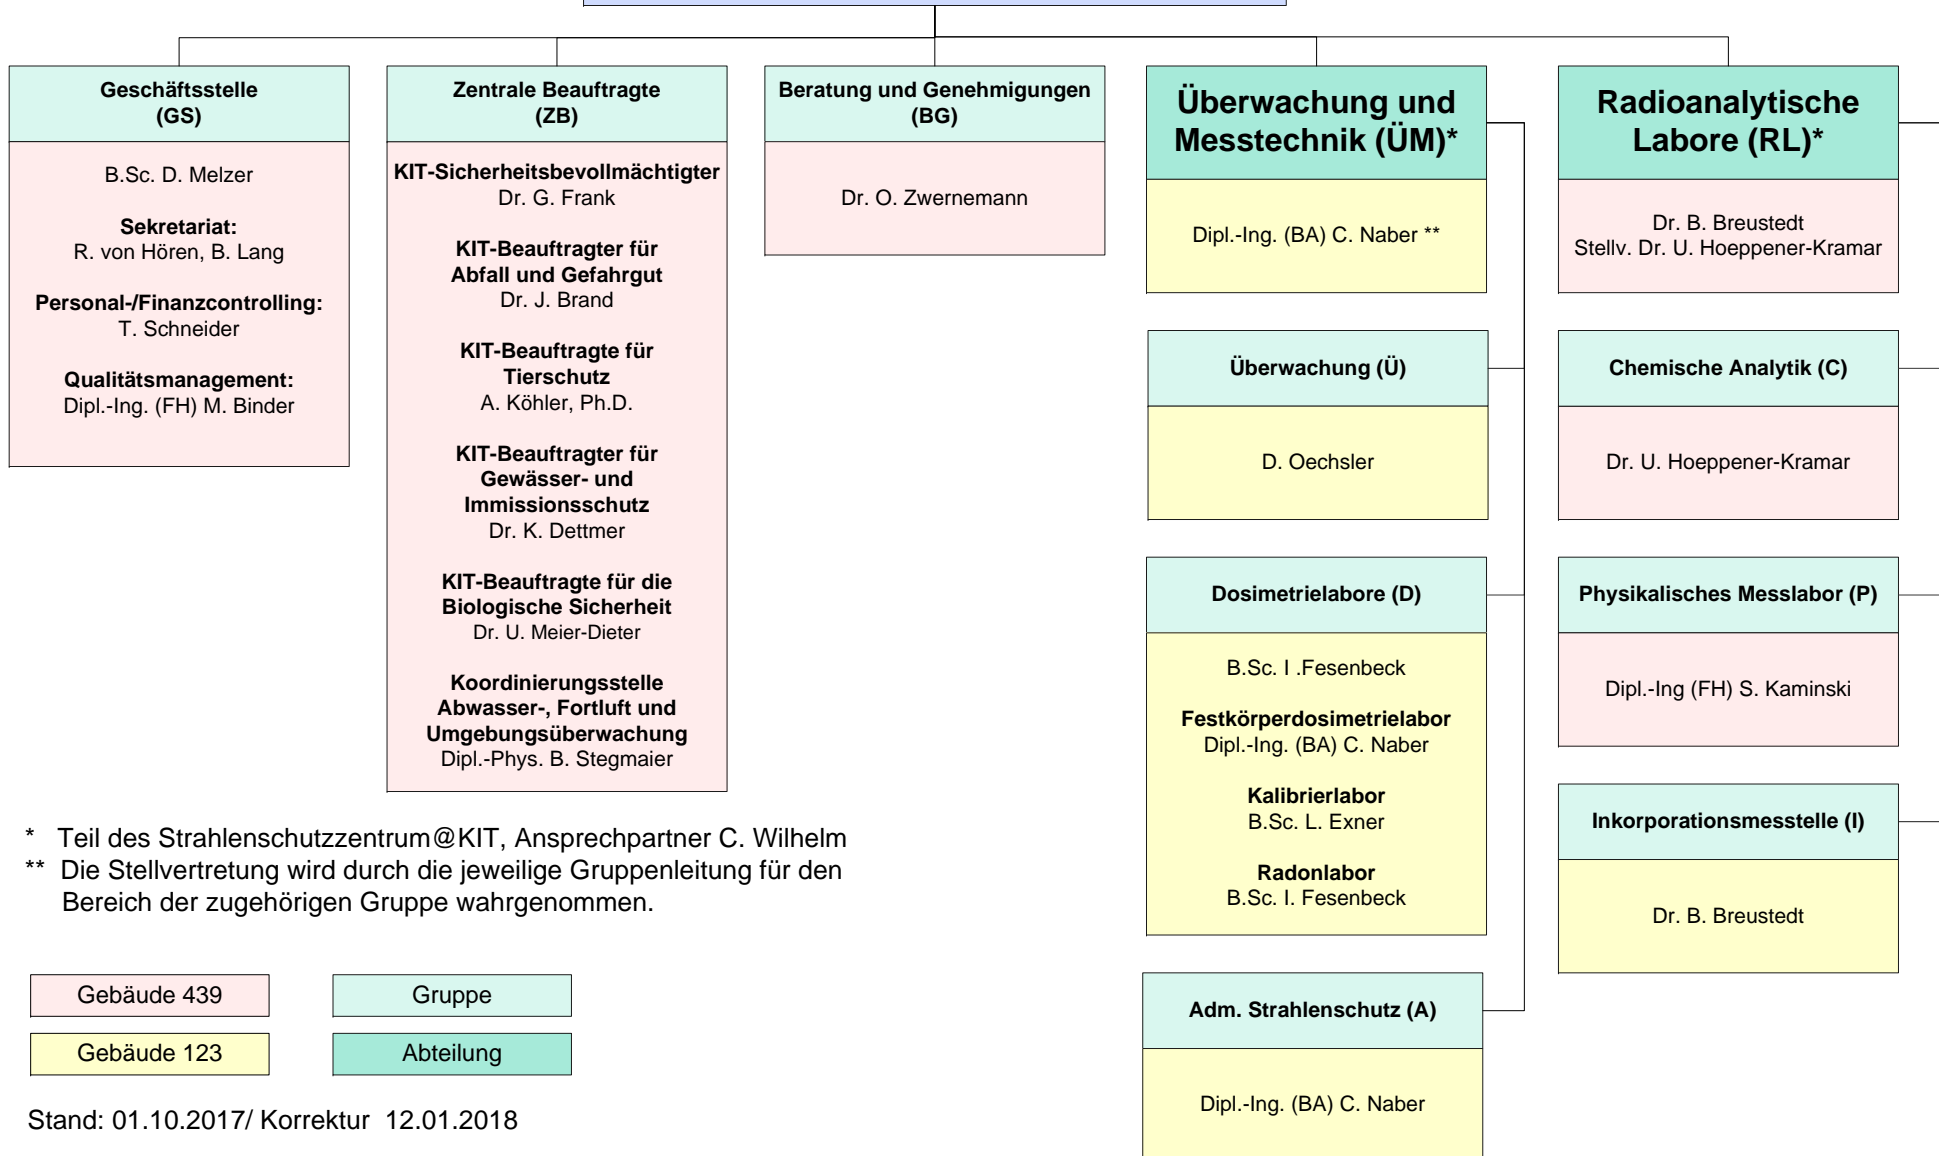 Geschäftsstelle
(GS)
B.Sc. D. Melzer
Sekretariat:
R. von Hören, B. Lang
Personal-/Finanzcontrolling:
T. Schneider
Qualitätsmanagement:
Dipl.-Ing. (FH) M. Binder
Zentrale Beauftragte
(ZB)
KIT-Sicherheitsbevollmächtigter
Dr. G. Frank
KIT-Beauftragter für
Abfall und Gefahrgut
Dr. J. Brand
KIT-Beauftragte für
Tierschutz
A. Köhler, Ph.D.
KIT-Beauftragter für
Gewässer- und
Immissionsschutz
Dr. K. Dettmer
KIT-Beauftragte für die
Biologische Sicherheit
Dr. U. Meier-Dieter
Koordinierungsstelle
Abwasser-, Fortluft und
Umgebungsüberwachung
Dipl.-Phys. B. Stegmaier
Beratung und Genehmigungen
(BG)
Dr. O. Zwernemann
Überwachung und
Messtechnik (ÜM)*
Dipl.-Ing. (BA) C. Naber **
Überwachung (Ü)
D. Oechsler
Dosimetrielabore (D)
B.Sc. I .Fesenbeck
Festkörperdosimetrielabor
Dipl.-Ing. (BA) C. Naber
Kalibrierlabor
B.Sc. L. Exner
Radonlabor
B.Sc. I. Fesenbeck
Adm. Strahlenschutz (A)
Dipl.-Ing. (BA) C. Naber
Radioanalytische
Labore (RL)*
Dr. B. Breustedt
Stellv. Dr. U. Hoeppener-Kramar
Chemische Analytik (C)
Dr. U. Hoeppener-Kramar
Physikalisches Messlabor (P)
Dipl.-Ing (FH) S. Kaminski
Inkorporationsmesstelle (I)
Dr. B. Breustedt
* Teil des Strahlenschutzzentrum@KIT, Ansprechpartner C. Wilhelm
** Die Stellvertretung wird durch die jeweilige Gruppenleitung für den
Bereich der zugehörigen Gruppe wahrgenommen.
Gebäude 439
Gruppe
Gebäude 123
Abteilung
Stand: 01.10.2017/ Korrektur 12.01.2018